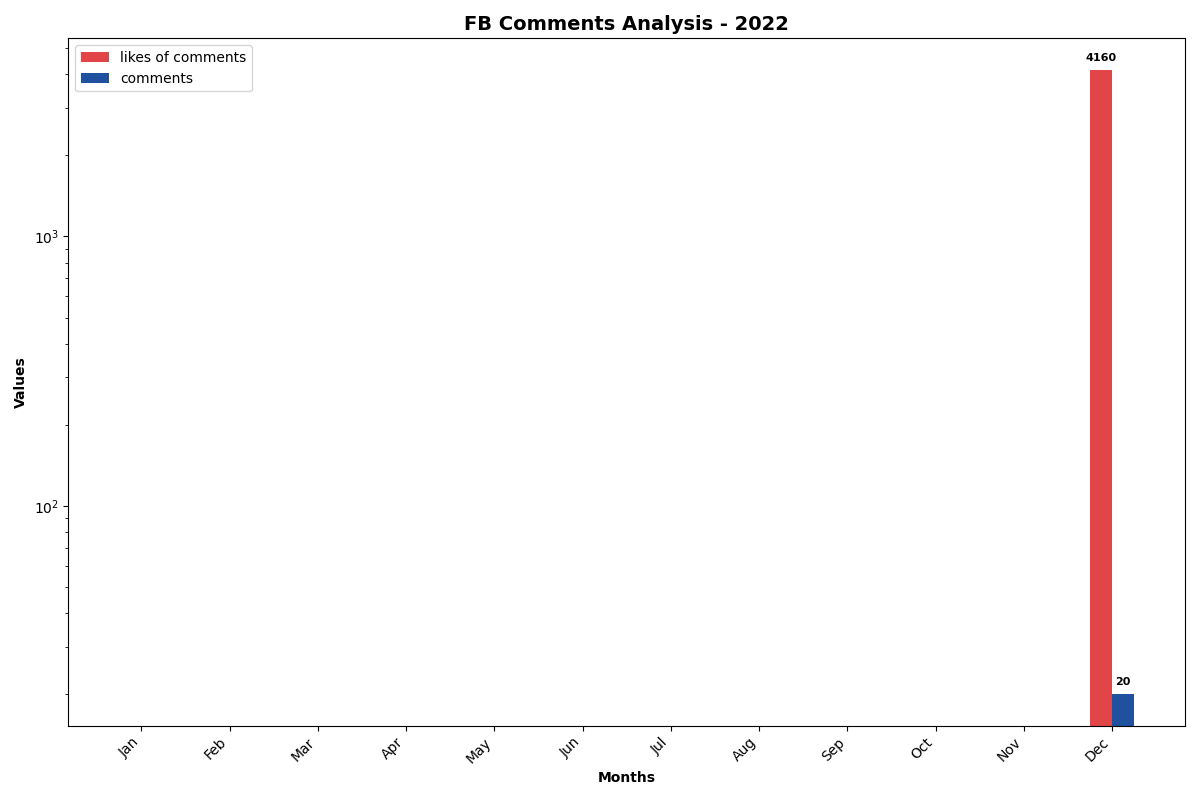 FB Comments Analysis - 2022
likes of comments
comments
4160
20
10³
10²
Values
Jan
Feb
Mar
Apr
May
Jun
Jul
Aug
Sep
Oct
Nov
Dec
Months